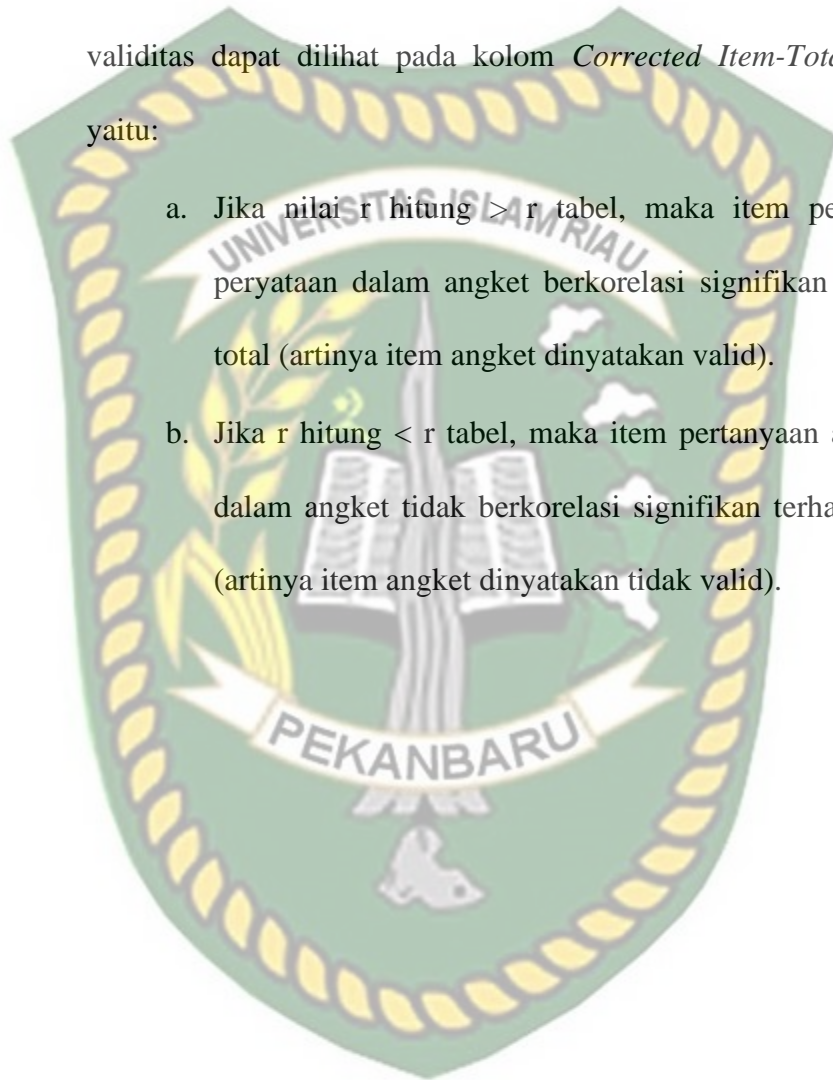 validitas dapat dilihat pada kolom Corrected Item-Tota
yaitu:
a. Jika nilai r hitung > r tabel, maka item pe
peryataan dalam angket berkorelasi signifikan
total (artinya item angket dinyatakan valid).
b. Jika r hitung < r tabel, maka item pertanyaan
dalam angket tidak berkorelasi signifikan terha
(artinya item angket dinyatakan tidak valid).
UNIVERSITAS ISLAM RIAU
PEKANBARU